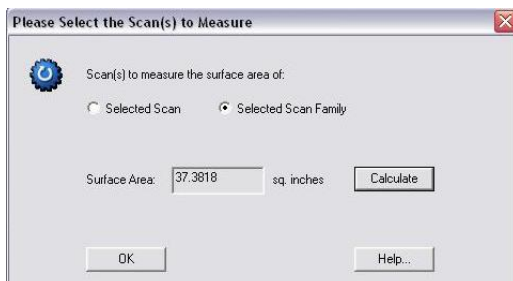 Please Select the Scan(s) to Measure
Scan(s) to measure the surface area of:
Selected Scan Selected Scan Family
Surface Area: 37.3818 sq. inches Calculate
OK Help...